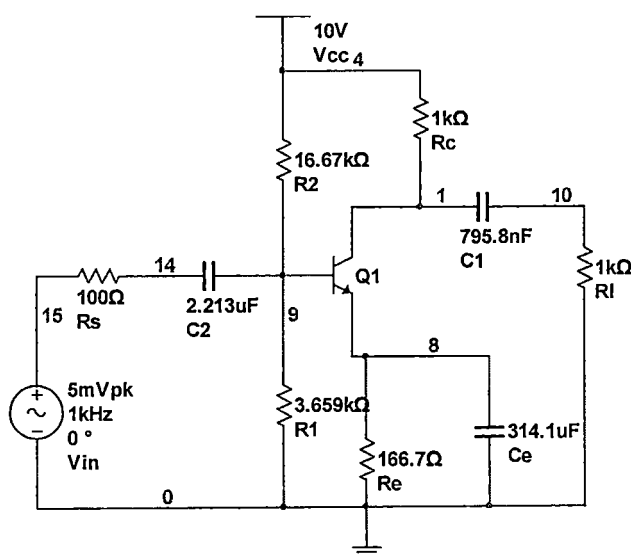 10V
Vcc 4
1kΩ
Rc
16.67kΩ
R2
1
10
795.8nF
C1
1kΩ
Rl
Q1
14
100Ω
Rs
2.213uF
C2
9
15
8
5mVpk
1kHz
0 °
Vin
+
−
3.659kΩ
R1
166.7Ω
Re
314.1uF
Ce
0